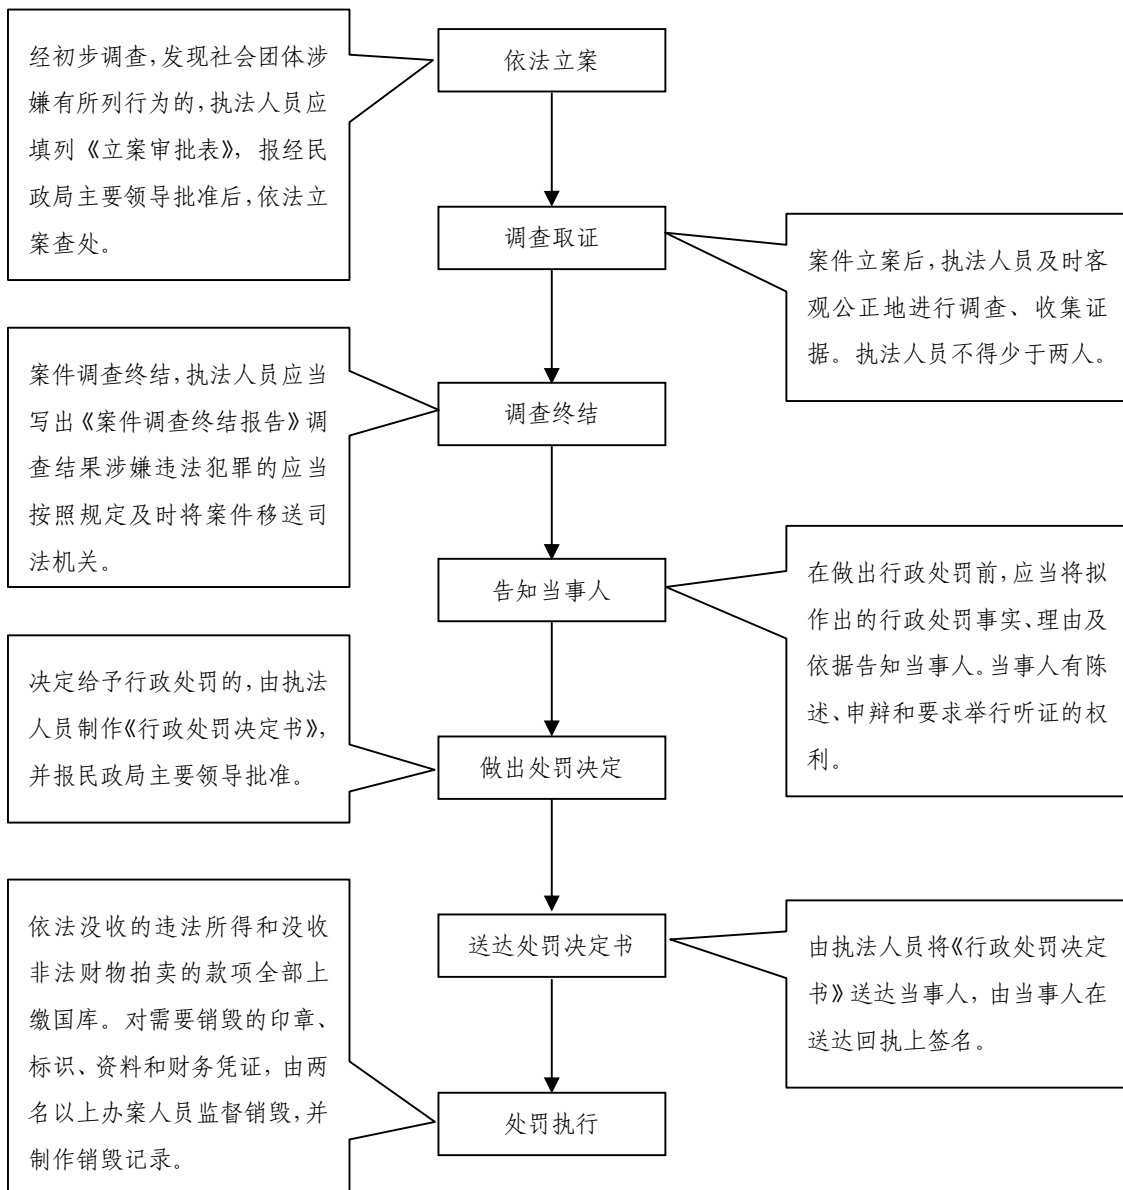 经初步调查,发现社会团体涉
嫌有所列行为的,执法人员应
填列《立案审批表》, 报经民
政局主要领导批准后,依法立
案查处。
依法立案
调查取证
案件立案后,执法人员及时客
观公正地进行调查、收集证
据。执法人员不得少于两人。
案件调查终结,执法人员应当
写出《案件调查终结报告》调
查结果涉嫌违法犯罪的应当
按照规定及时将案件移送司
法机关。
调查终结
告知当事人
在做出行政处罚前,应当将拟
作出的行政处罚事实、理由及
依据告知当事人。当事人有陈
述、申辩和要求举行听证的权
利。
决定给予行政处罚的,由执法
人员制作《行政处罚决定书》,
并报民政局主要领导批准。
做出处罚决定
送达处罚决定书
由执法人员将《行政处罚决定
书》送达当事人, 由当事人在
送达回执上签名。
依法没收的违法所得和没收
非法财物拍卖的款项全部上
缴国库。对需要销毁的印章、
标识、资料和财务凭证, 由两
名以上办案人员监督销毁,并
制作销毁记录。
处罚执行